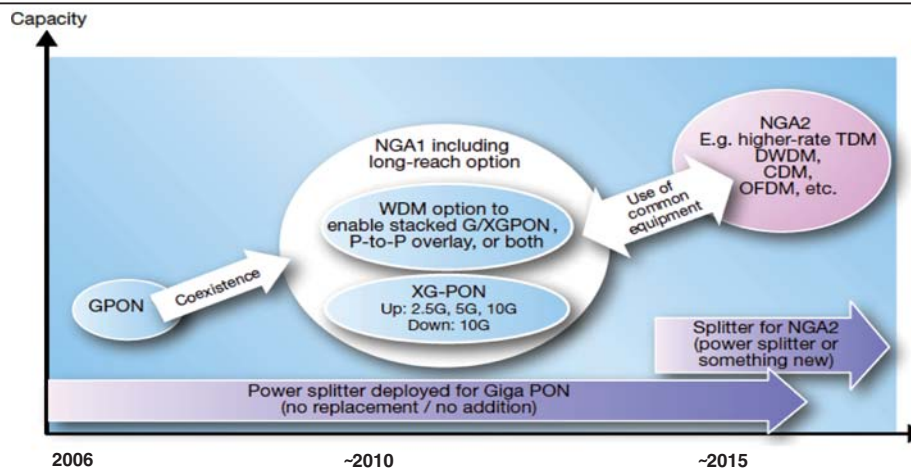 Capacity
NGA1 including
long-reach option
WDM option to
enable stacked G/XGPON,
P-to-P overlay, or both
XG-PON
Up: 2.5G, 5G, 10G
Down: 10G
GPON
Coexistence
Use of
common
equipment
NGA2
E.g. higher-rate TDM
DWDM,
CDM,
OFDM, etc.
Splitter for NGA2
(power splitter or
something new)
Power splitter deployed for Giga PON
(no replacement / no addition)
2006
~2010
~2015